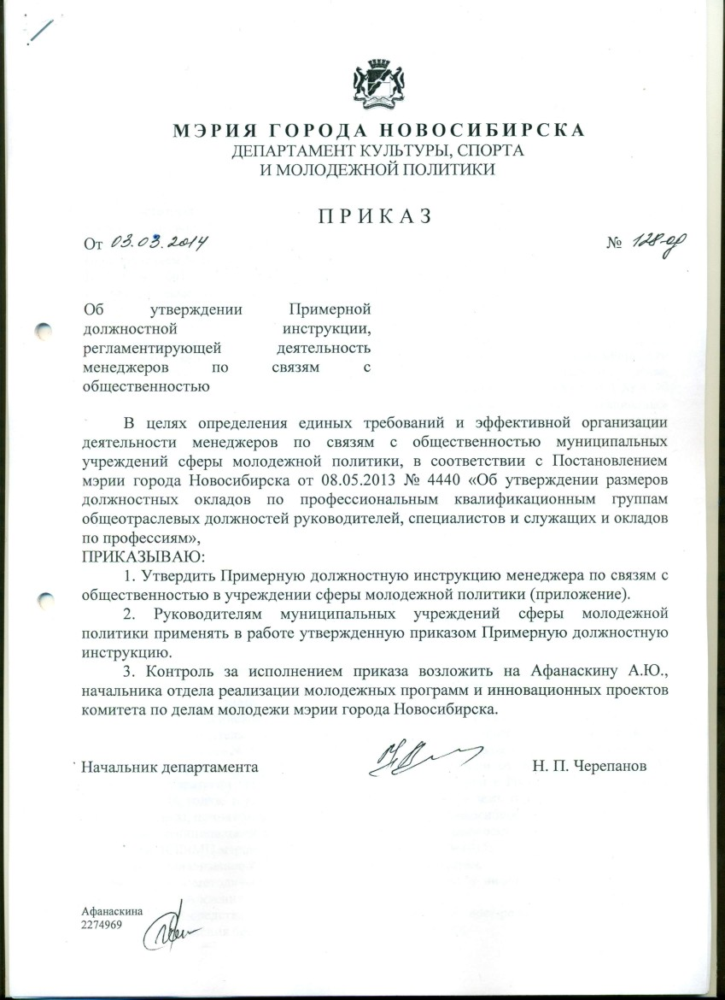 МЭРИЯ ГОРОДА НОВОСИБИРСКА
ДЕПАРТАМЕНТ КУЛЬТУРЫ, СПОРТА
И МОЛОДЕЖНОЙ ПОЛИТИКИ
ПРИКАЗ
От 03.03.2014 № 128-од
Об утверждении Примерной
должностной инструкции,
регламентирующей деятельность
менеджеров по связям с
общественностью
В целях определения единых требований и эффективной организации
деятельности менеджеров по связям с общественностью муниципальных
учреждений сферы молодежной политики, в соответствии с Постановлением
мэрии города Новосибирска от 08.05.2013 № 4440 «Об утверждении размеров
должностных окладов по профессиональным квалификационным группам
общеотраслевых должностей руководителей, специалистов и служащих и окладов
по профессиям»,
ПРИКАЗЫВАЮ:
1. Утвердить Примерную должностную инструкцию менеджера по связям с
общественностью в учреждении сферы молодежной политики (приложение).
2. Руководителям муниципальных учреждений сферы молодежной
политики применять в работе утвержденную приказом Примерную должностную
инструкцию.
3. Контроль за исполнением приказа возложить на Афанаскину А.Ю.,
начальника отдела реализации молодежных программ и инновационных проектов
комитета по делам молодежи мэрии города Новосибирска.
Начальник департамента Н. П. Черепанов
Афанаскина
2274969